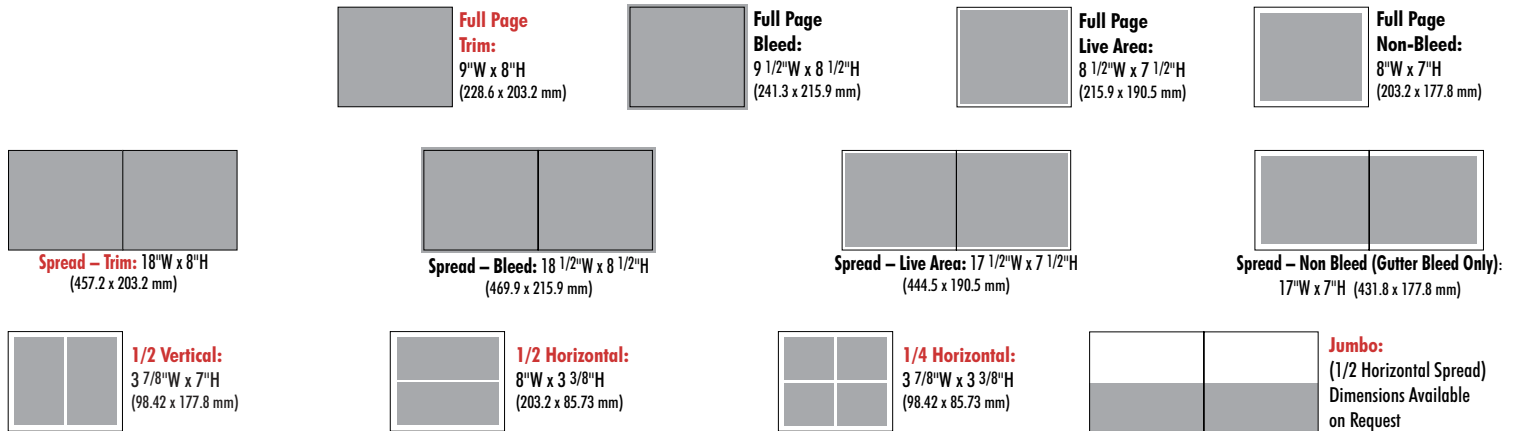 Full Page
Trim:
9"W x 8"H
(228.6 x 203.2 mm)
Full Page
Bleed:
9 1/2"W x 8 1/2"H
(241.3 x 215.9 mm)
Full Page
Live Area:
8 1/2"W x 7 1/2"H
(215.9 x 190.5 mm)
Full Page
Non-Bleed:
8"W x 7"H
(203.2 x 177.8 mm)
Spread – Trim: 18"W x 8"H
(457.2 x 203.2 mm)
Spread – Bleed: 18 1/2"W x 8 1/2"H
(469.9 x 215.9 mm)
Spread – Live Area: 17 1/2"W x 7 1/2"H
(444.5 x 190.5 mm)
Spread – Non Bleed (Gutter Bleed Only):
17"W x 7"H (431.8 x 177.8 mm)
1/2 Vertical:
3 7/8"W x 7"H
(98.42 x 177.8 mm)
1/2 Horizontal:
8"W x 3 3/8"H
(203.2 x 85.73 mm)
1/4 Horizontal:
3 7/8"W x 3 3/8"H
(98.42 x 85.73 mm)
Jumbo:
(1/2 Horizontal Spread)
Dimensions Available
on Request